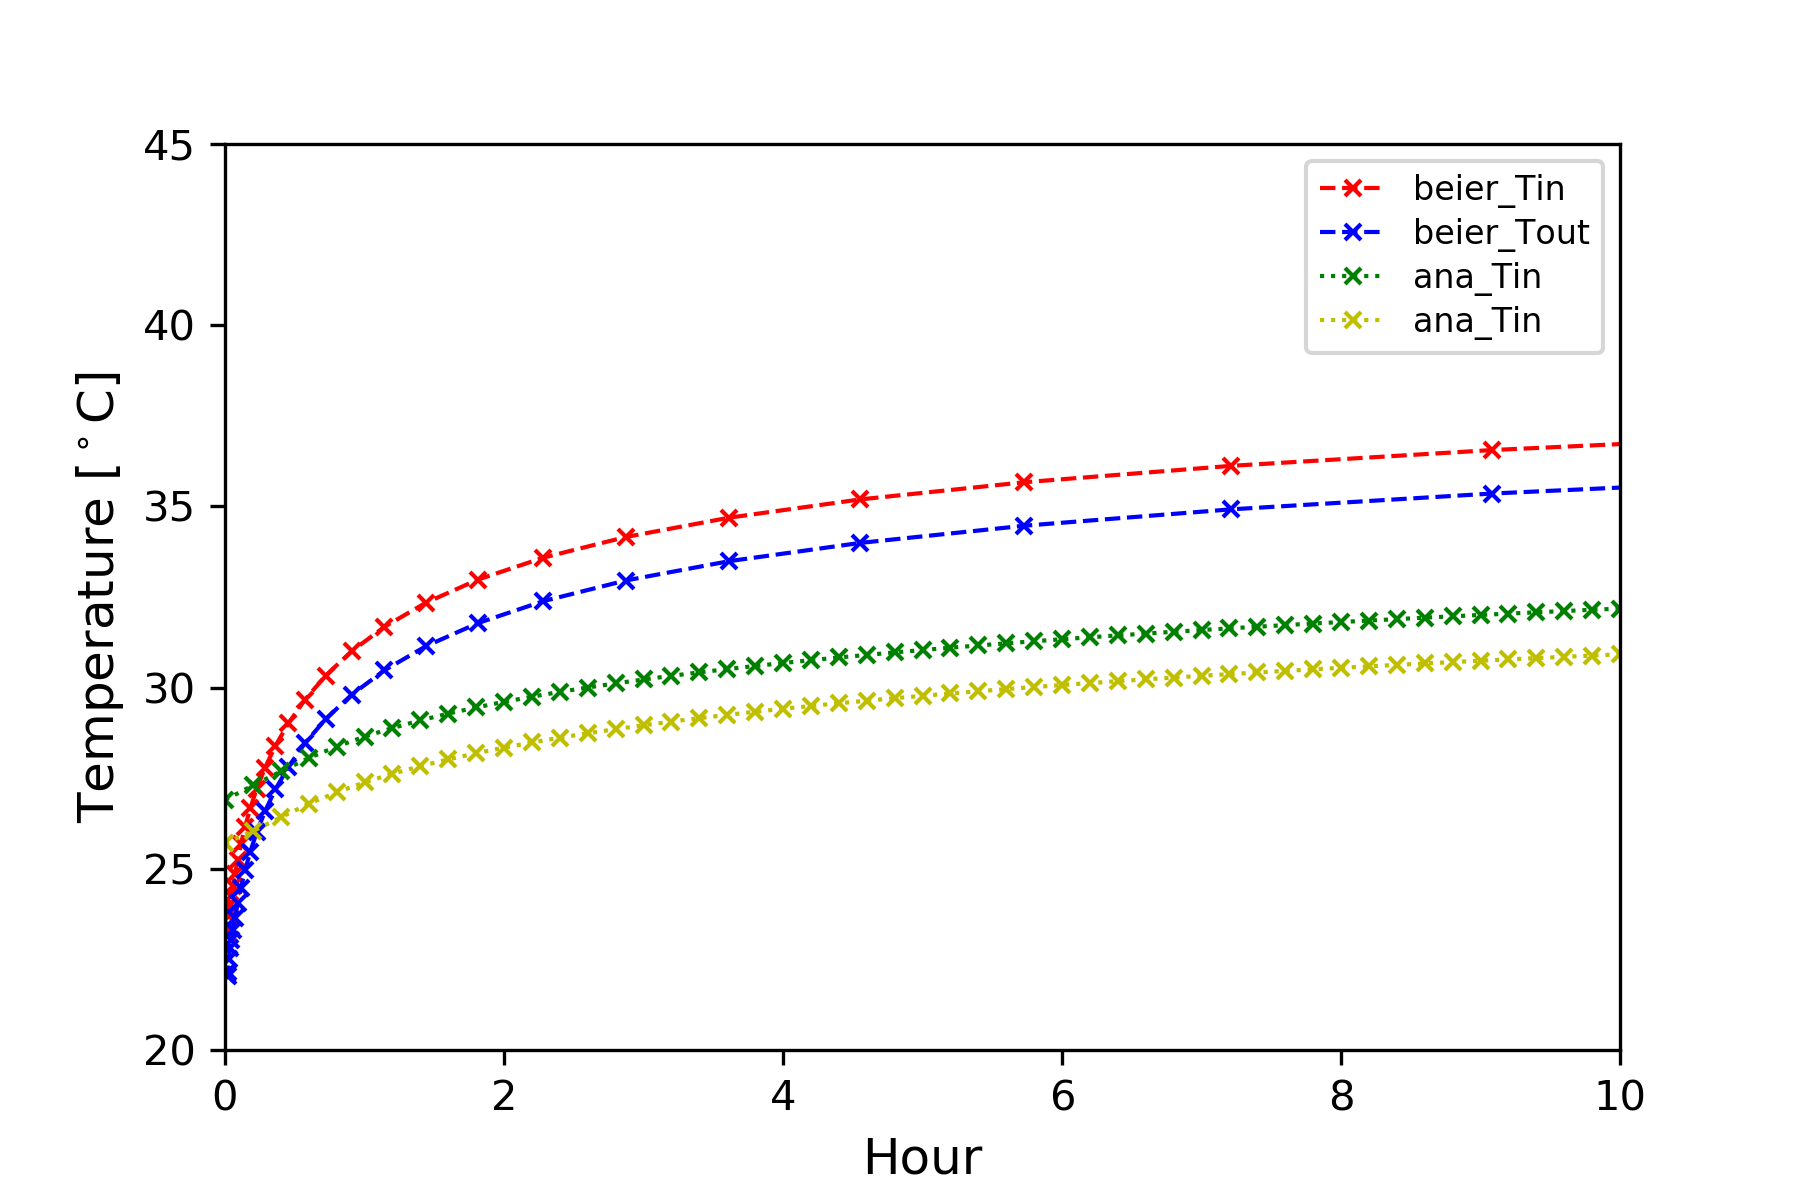 45
40
35
30
25
20
Temperature [°C]
0 2 4 6 8 10
Hour
beier_Tin
beier_Tout
ana_Tin
ana_Tin